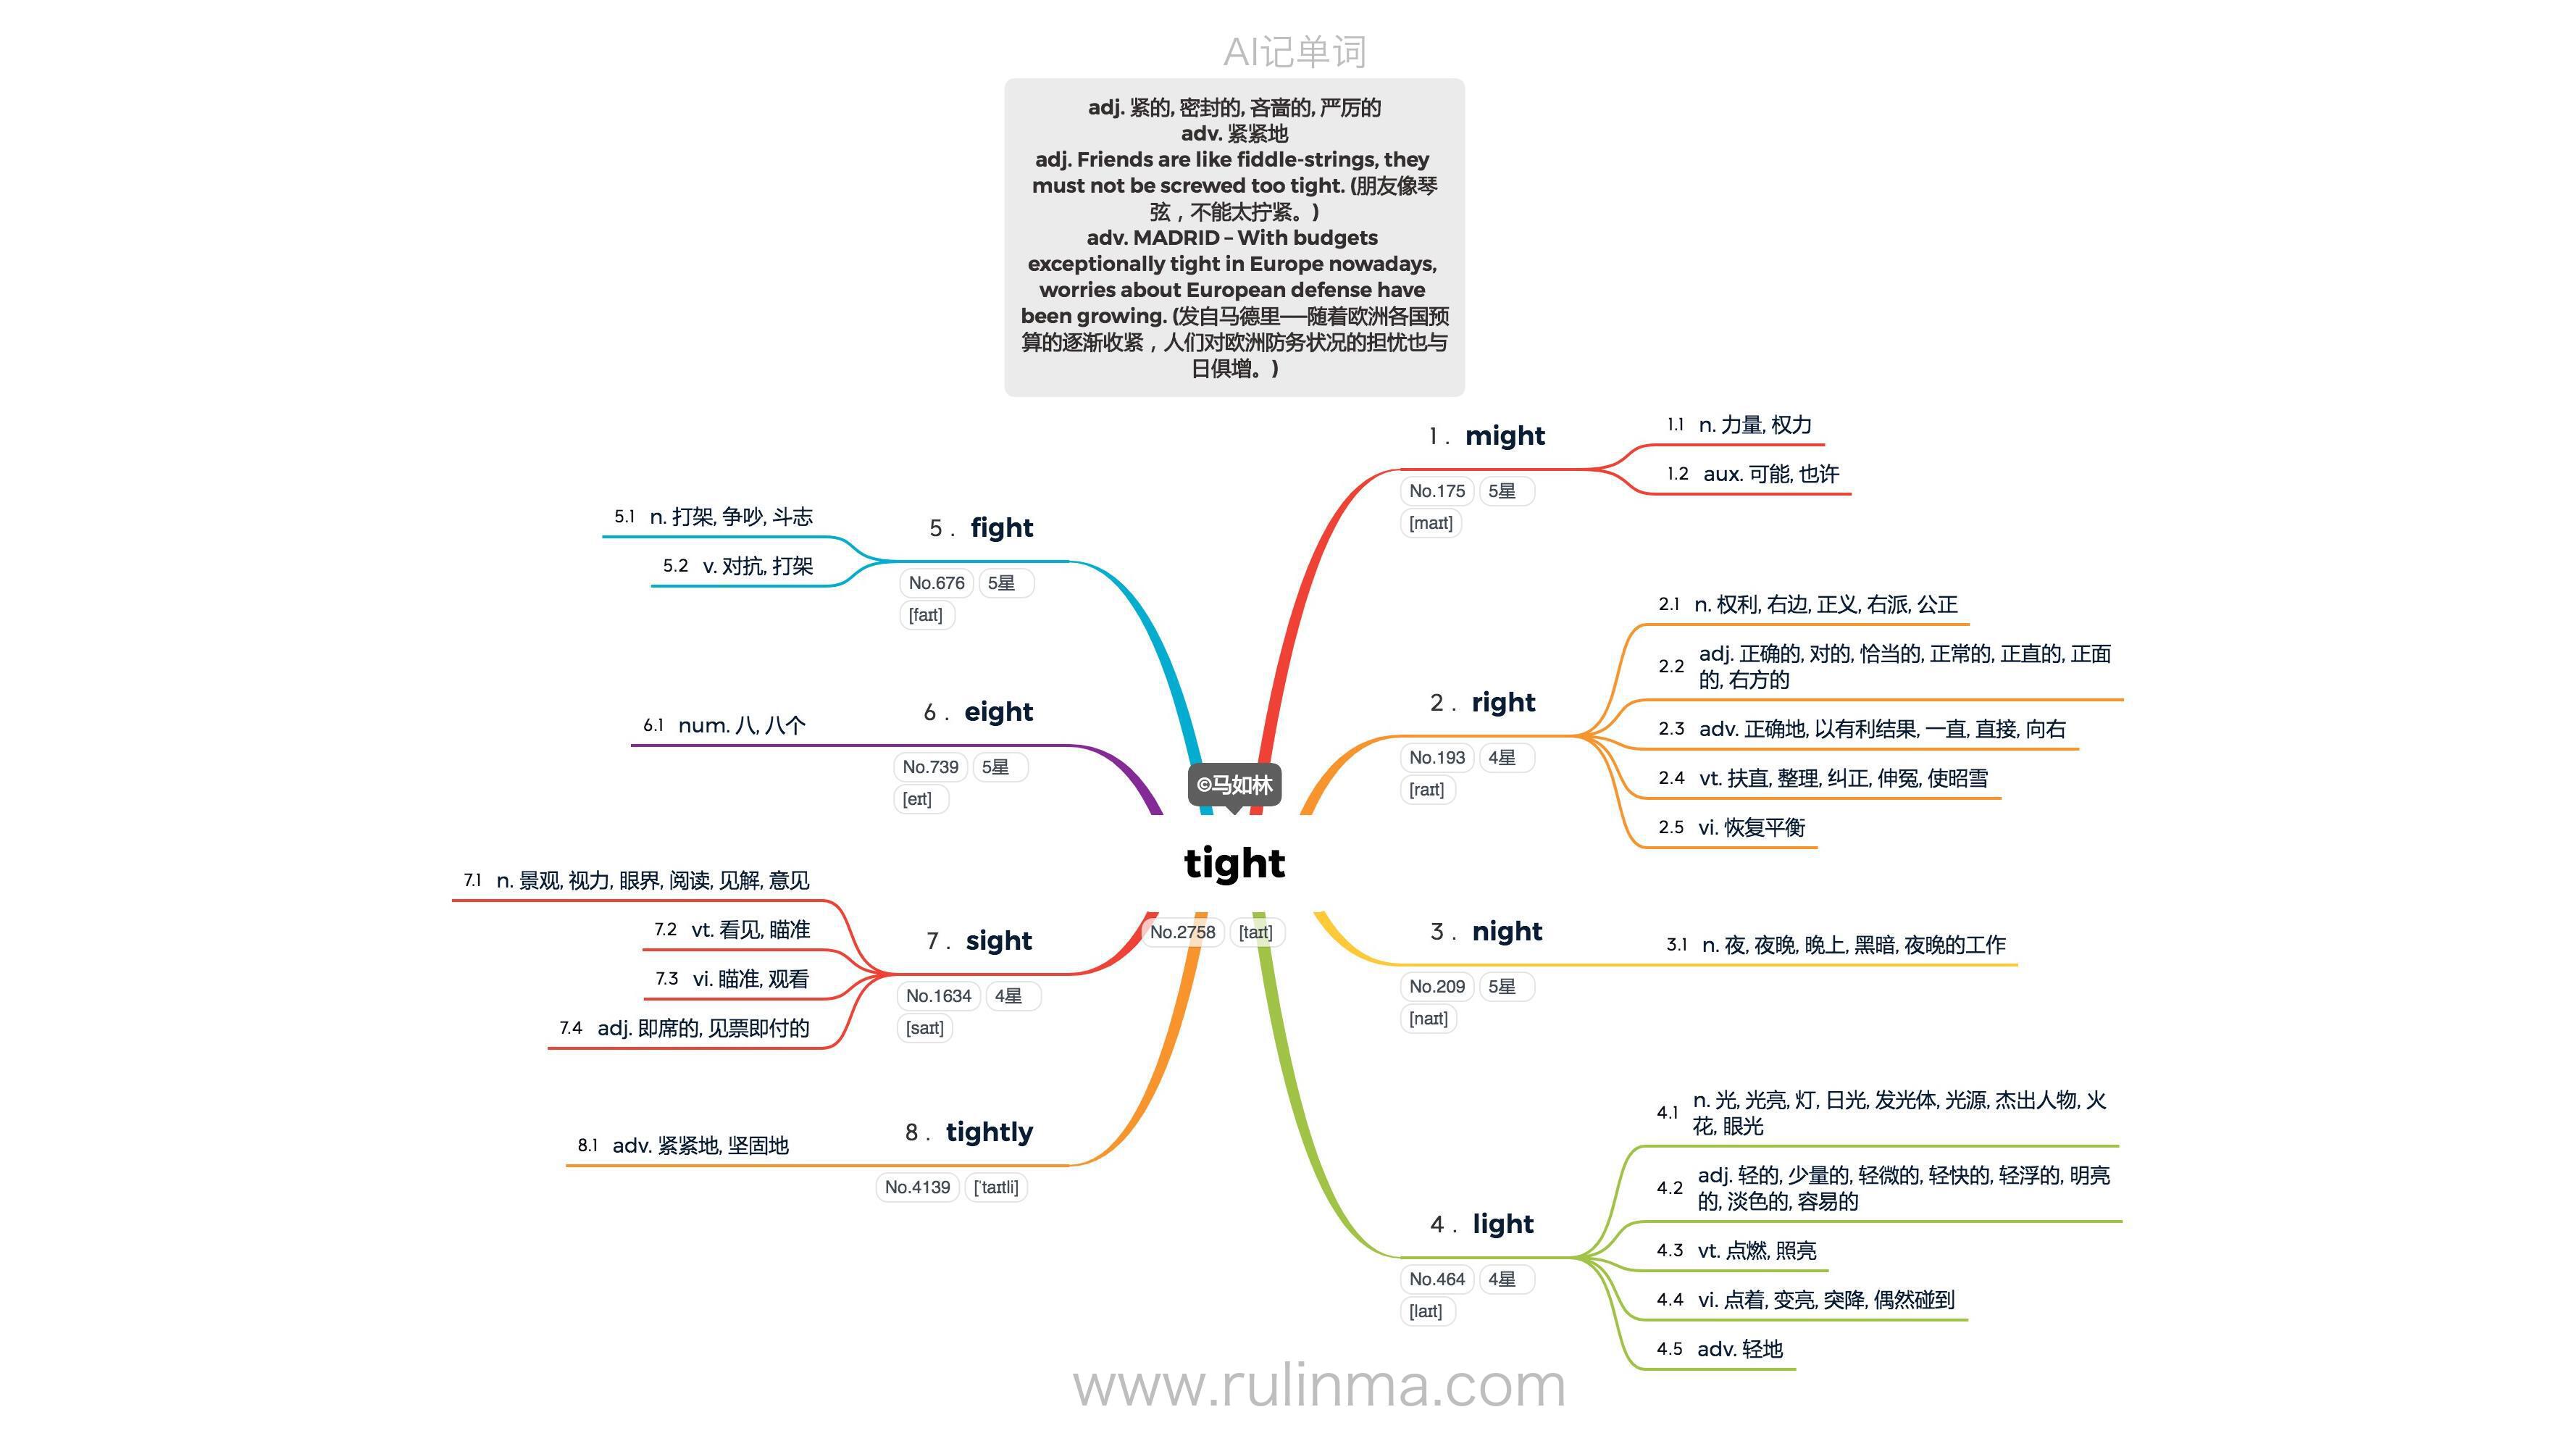 AI记单词
adj. 紧的, 密封的, 吝啬的, 严厉的
adv. 紧紧地
adj. Friends are like fiddle-strings, they
must not be screwed too tight. (朋友像琴
弦，不能太拧紧。)
adv. MADRID – With budgets
exceptionally tight in Europe nowadays,
worries about European defense have
been growing. (发自马德里——随着欧洲各国预
算的逐渐收紧，人们对欧洲防务状况的担忧也与
日俱增。)
©马如林
tight
No.2758 [taɪt]
1 . might
No.175 5星
[maɪt]
1.1 n. 力量, 权力
1.2 aux. 可能, 也许
2 . right
No.193 4星
[raɪt]
2.1 n. 权利, 右边, 正义, 右派, 公正
2.2 adj. 正确的, 对的, 恰当的, 正常的, 正直的, 正面
的, 右方的
2.3 adv. 正确地, 以有利结果, 一直, 直接, 向右
2.4 vt. 扶直, 整理, 纠正, 伸冤, 使昭雪
2.5 vi. 恢复平衡
3 . night
No.209 5星
[naɪt]
3.1 n. 夜, 夜晚, 晚上, 黑暗, 夜晚的工作
4 . light
No.464 4星
[laɪt]
4.1 n. 光, 光亮, 灯, 日光, 发光体, 光源, 杰出人物, 火
花, 眼光
4.2 adj. 轻的, 少量的, 轻微的, 轻快的, 轻浮的, 明亮
的, 淡色的, 容易的
4.3 vt. 点燃, 照亮
4.4 vi. 点着, 变亮, 突降, 偶然碰到
4.5 adv. 轻地
5 . fight
No.676 5星
[faɪt]
5.1 n. 打架, 争吵, 斗志
5.2 v. 对抗, 打架
6 . eight
No.739 5星
[eɪt]
6.1 num. 八, 八个
7 . sight
No.1634 4星
[saɪt]
7.1 n. 景观, 视力, 眼界, 阅读, 见解, 意见
7.2 vt. 看见, 瞄准
7.3 vi. 瞄准, 观看
7.4 adj. 即席的, 见票即付的
8 . tightly
No.4139 ['taɪtli]
8.1 adv. 紧紧地, 坚固地
www.rulinma.com